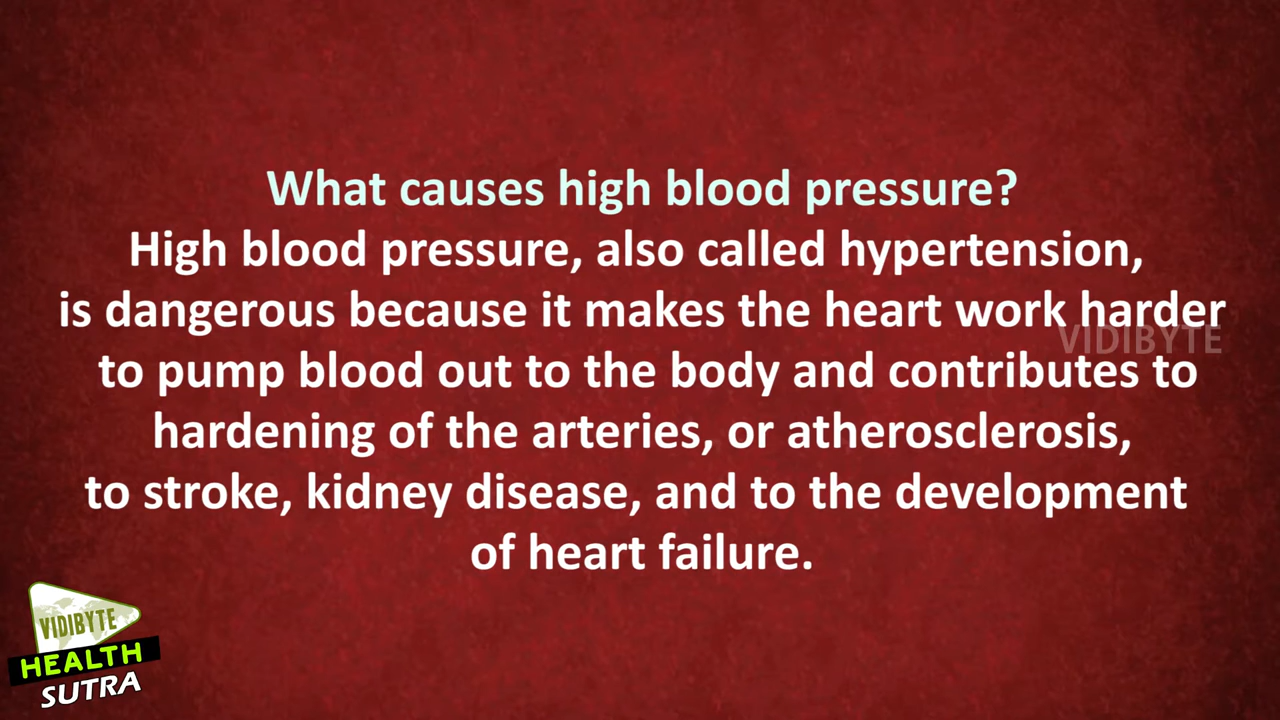 What causes high blood pressure?
High blood pressure, also called hypertension,
is dangerous because it makes the heart work harder
VIDIBYTE
to pump blood out to the body and contributes to
hardening of the arteries, or atherosclerosis,
to stroke, kidney disease, and to the development
of heart failure.
VIDIBYTE
HEALTH
SUTRA